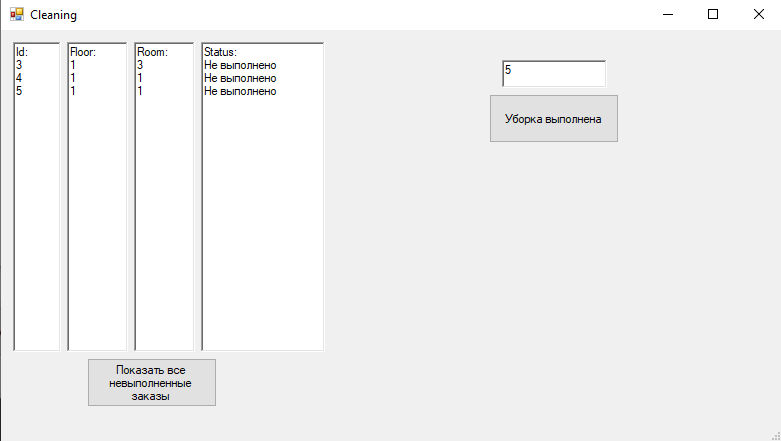 Cleaning
Id:
3
4
5
Floor:
1
1
1
Room:
3
1
1
Status:
Не выполнено
Не выполнено
Не выполнено
5
Уборка выполнена
Показать все
невыполненные
заказы